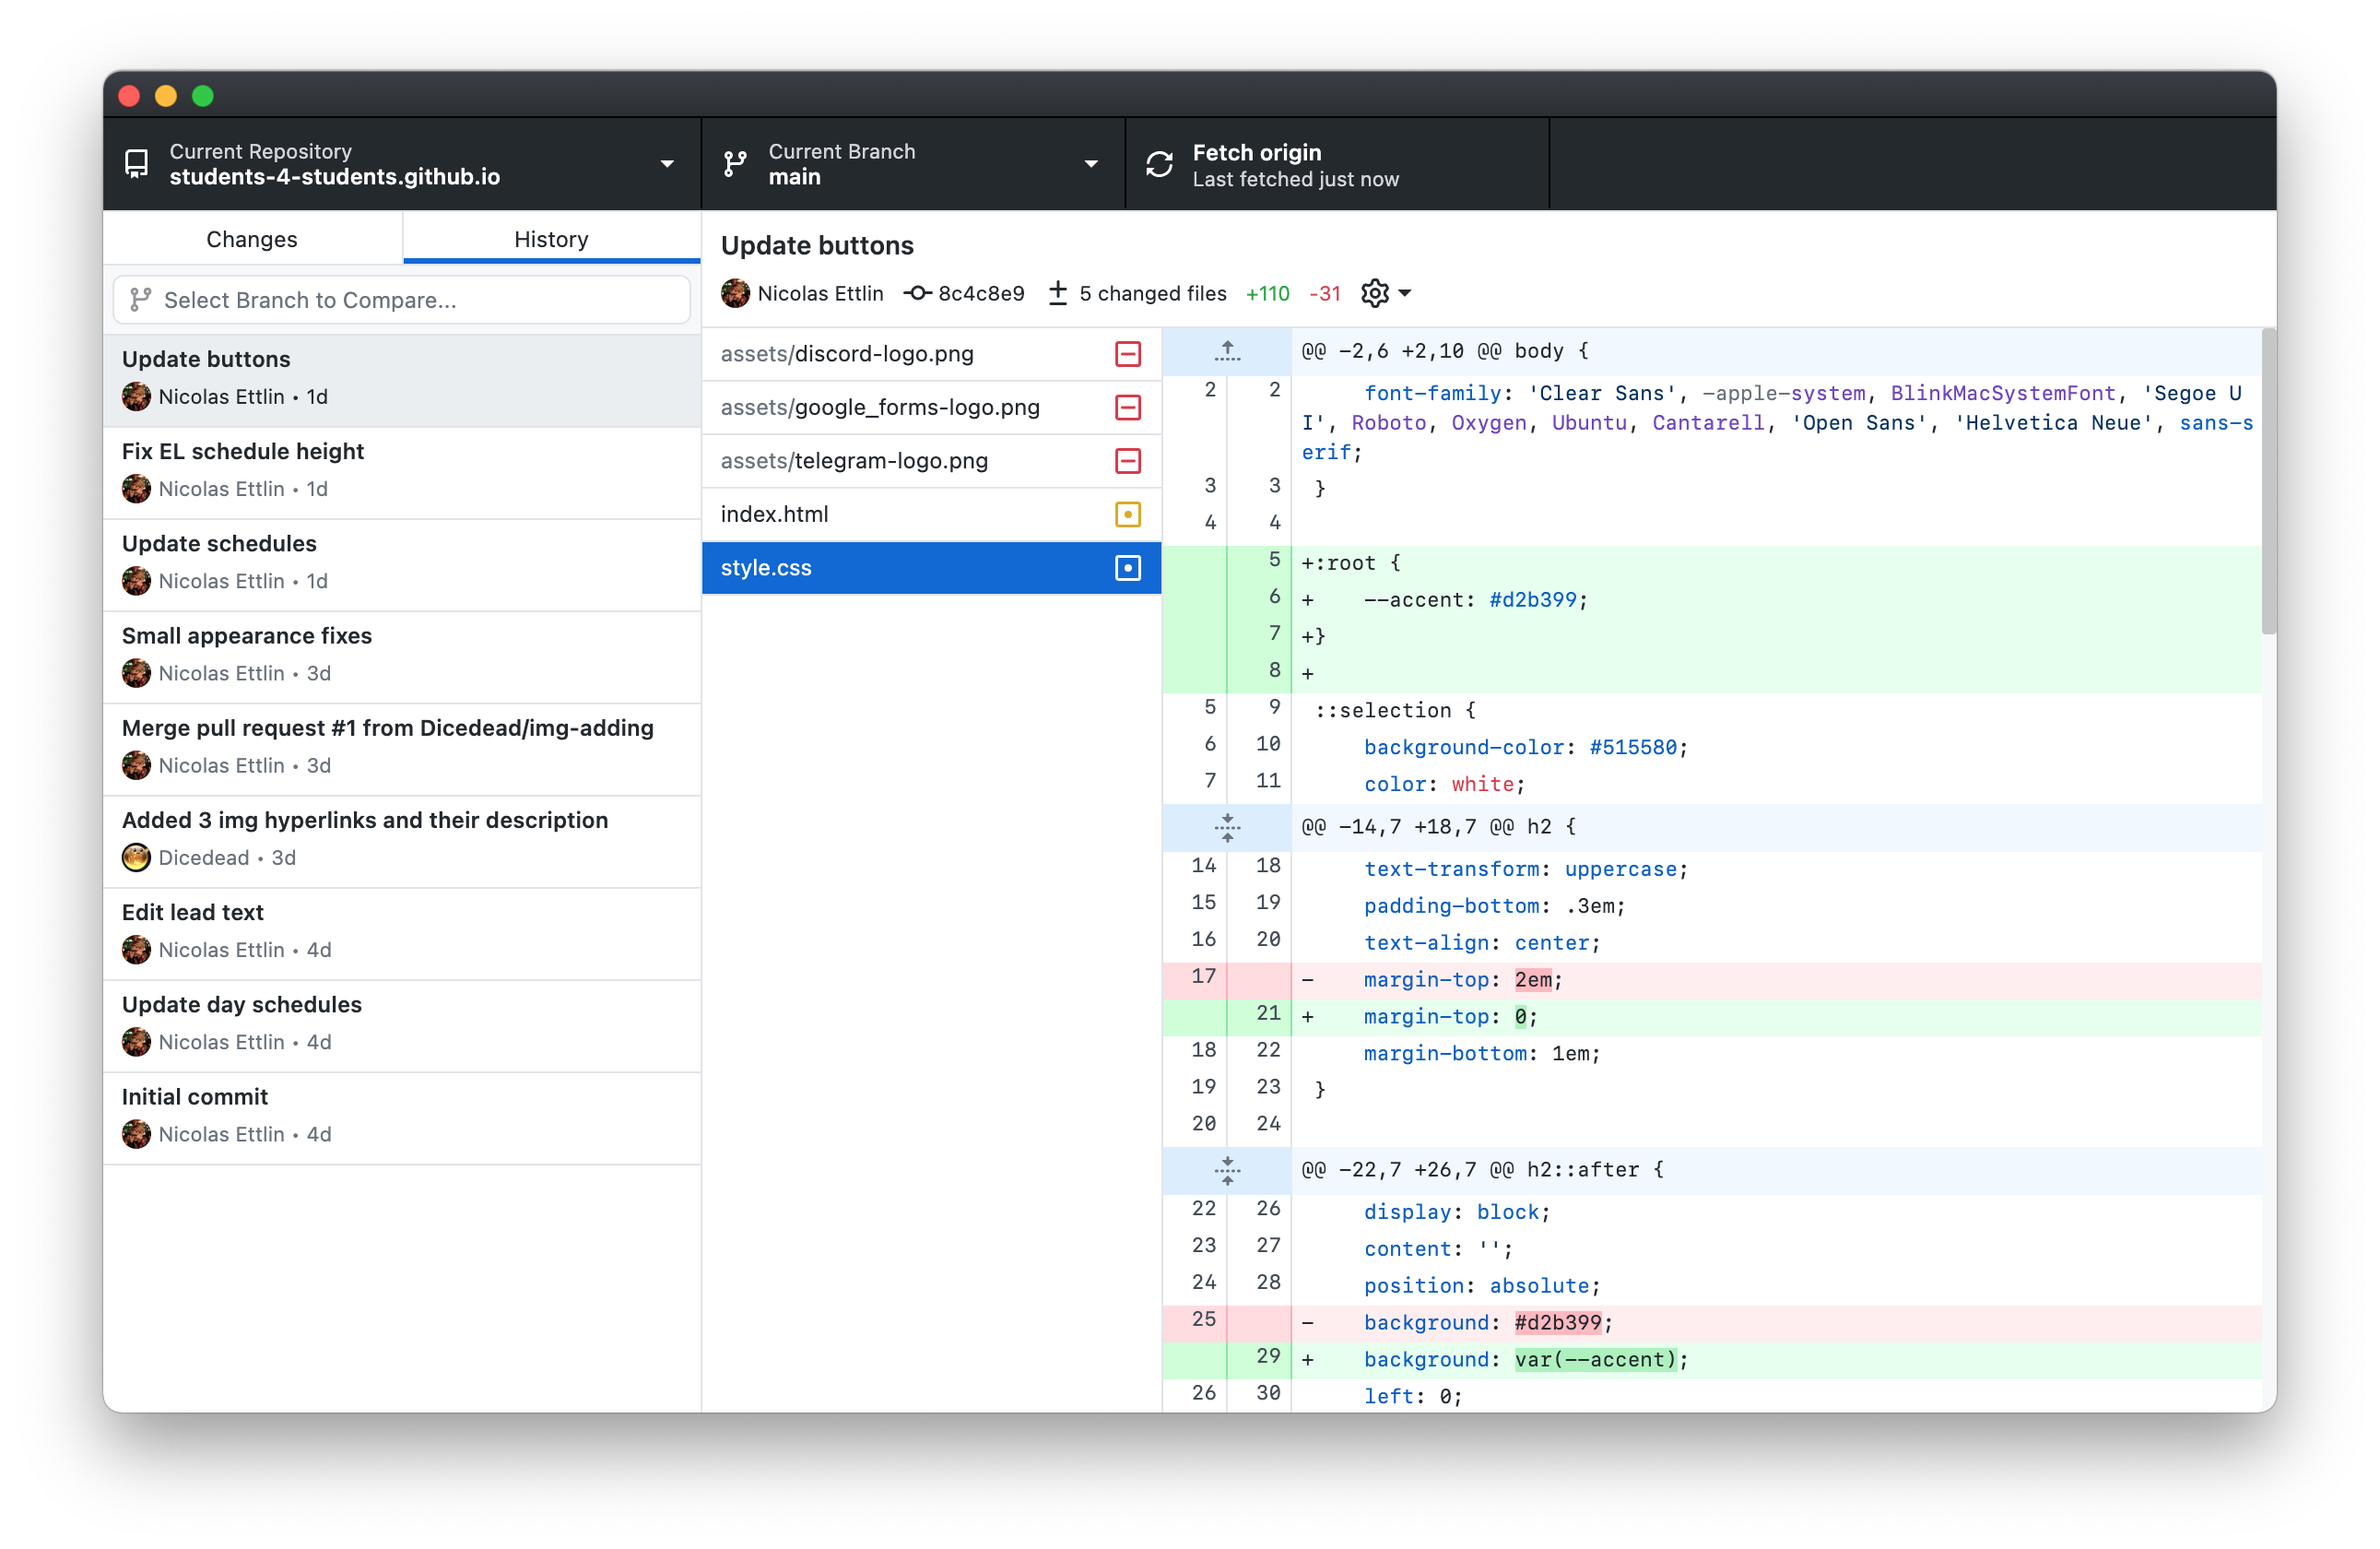 Current Repository
students-4-students.github.io
Current Branch
main
Fetch origin
Last fetched just now
Changes
History
Select Branch to Compare...
Update buttons
Nicolas Ettlin • 1d
Fix EL schedule height
Nicolas Ettlin • 1d
Update schedules
Nicolas Ettlin • 1d
Small appearance fixes
Nicolas Ettlin • 3d
Merge pull request #1 from Dicedead/img-adding
Nicolas Ettlin • 3d
Added 3 img hyperlinks and their description
Dicedead • 3d
Edit lead text
Nicolas Ettlin • 4d
Update day schedules
Nicolas Ettlin • 4d
Initial commit
Nicolas Ettlin • 4d
Update buttons
Nicolas Ettlin 8c4c8e9 5 changed files +110 -31
assets/discord-logo.png
assets/google_forms-logo.png
assets/telegram-logo.png
index.html
style.css
@@ -2,6 +2,10 @@ body {
2 2 font-family: 'Clear Sans', -apple-system, BlinkMacSystemFont, 'Segoe U
I', Roboto, Oxygen, Ubuntu, Cantarell, 'Open Sans', 'Helvetica Neue', sans-s
erif;
3 3 }
4 4
5 +:root {
6 + --accent: #d2b399;
7 +}
8 +
5 9 ::selection {
6 10 background-color: #515580;
7 11 color: white;
@@ -14,7 +18,7 @@ h2 {
14 18 text-transform: uppercase;
15 19 padding-bottom: .3em;
16 20 text-align: center;
17 - margin-top: 2em;
21 + margin-top: 0;
18 22 margin-bottom: 1em;
19 23 }
20 24
@@ -22,7 +26,7 @@ h2::after {
22 26 display: block;
23 27 content: '';
24 28 position: absolute;
25 - background: #d2b399;
29 + background: var(--accent);
26 30 left: 0;